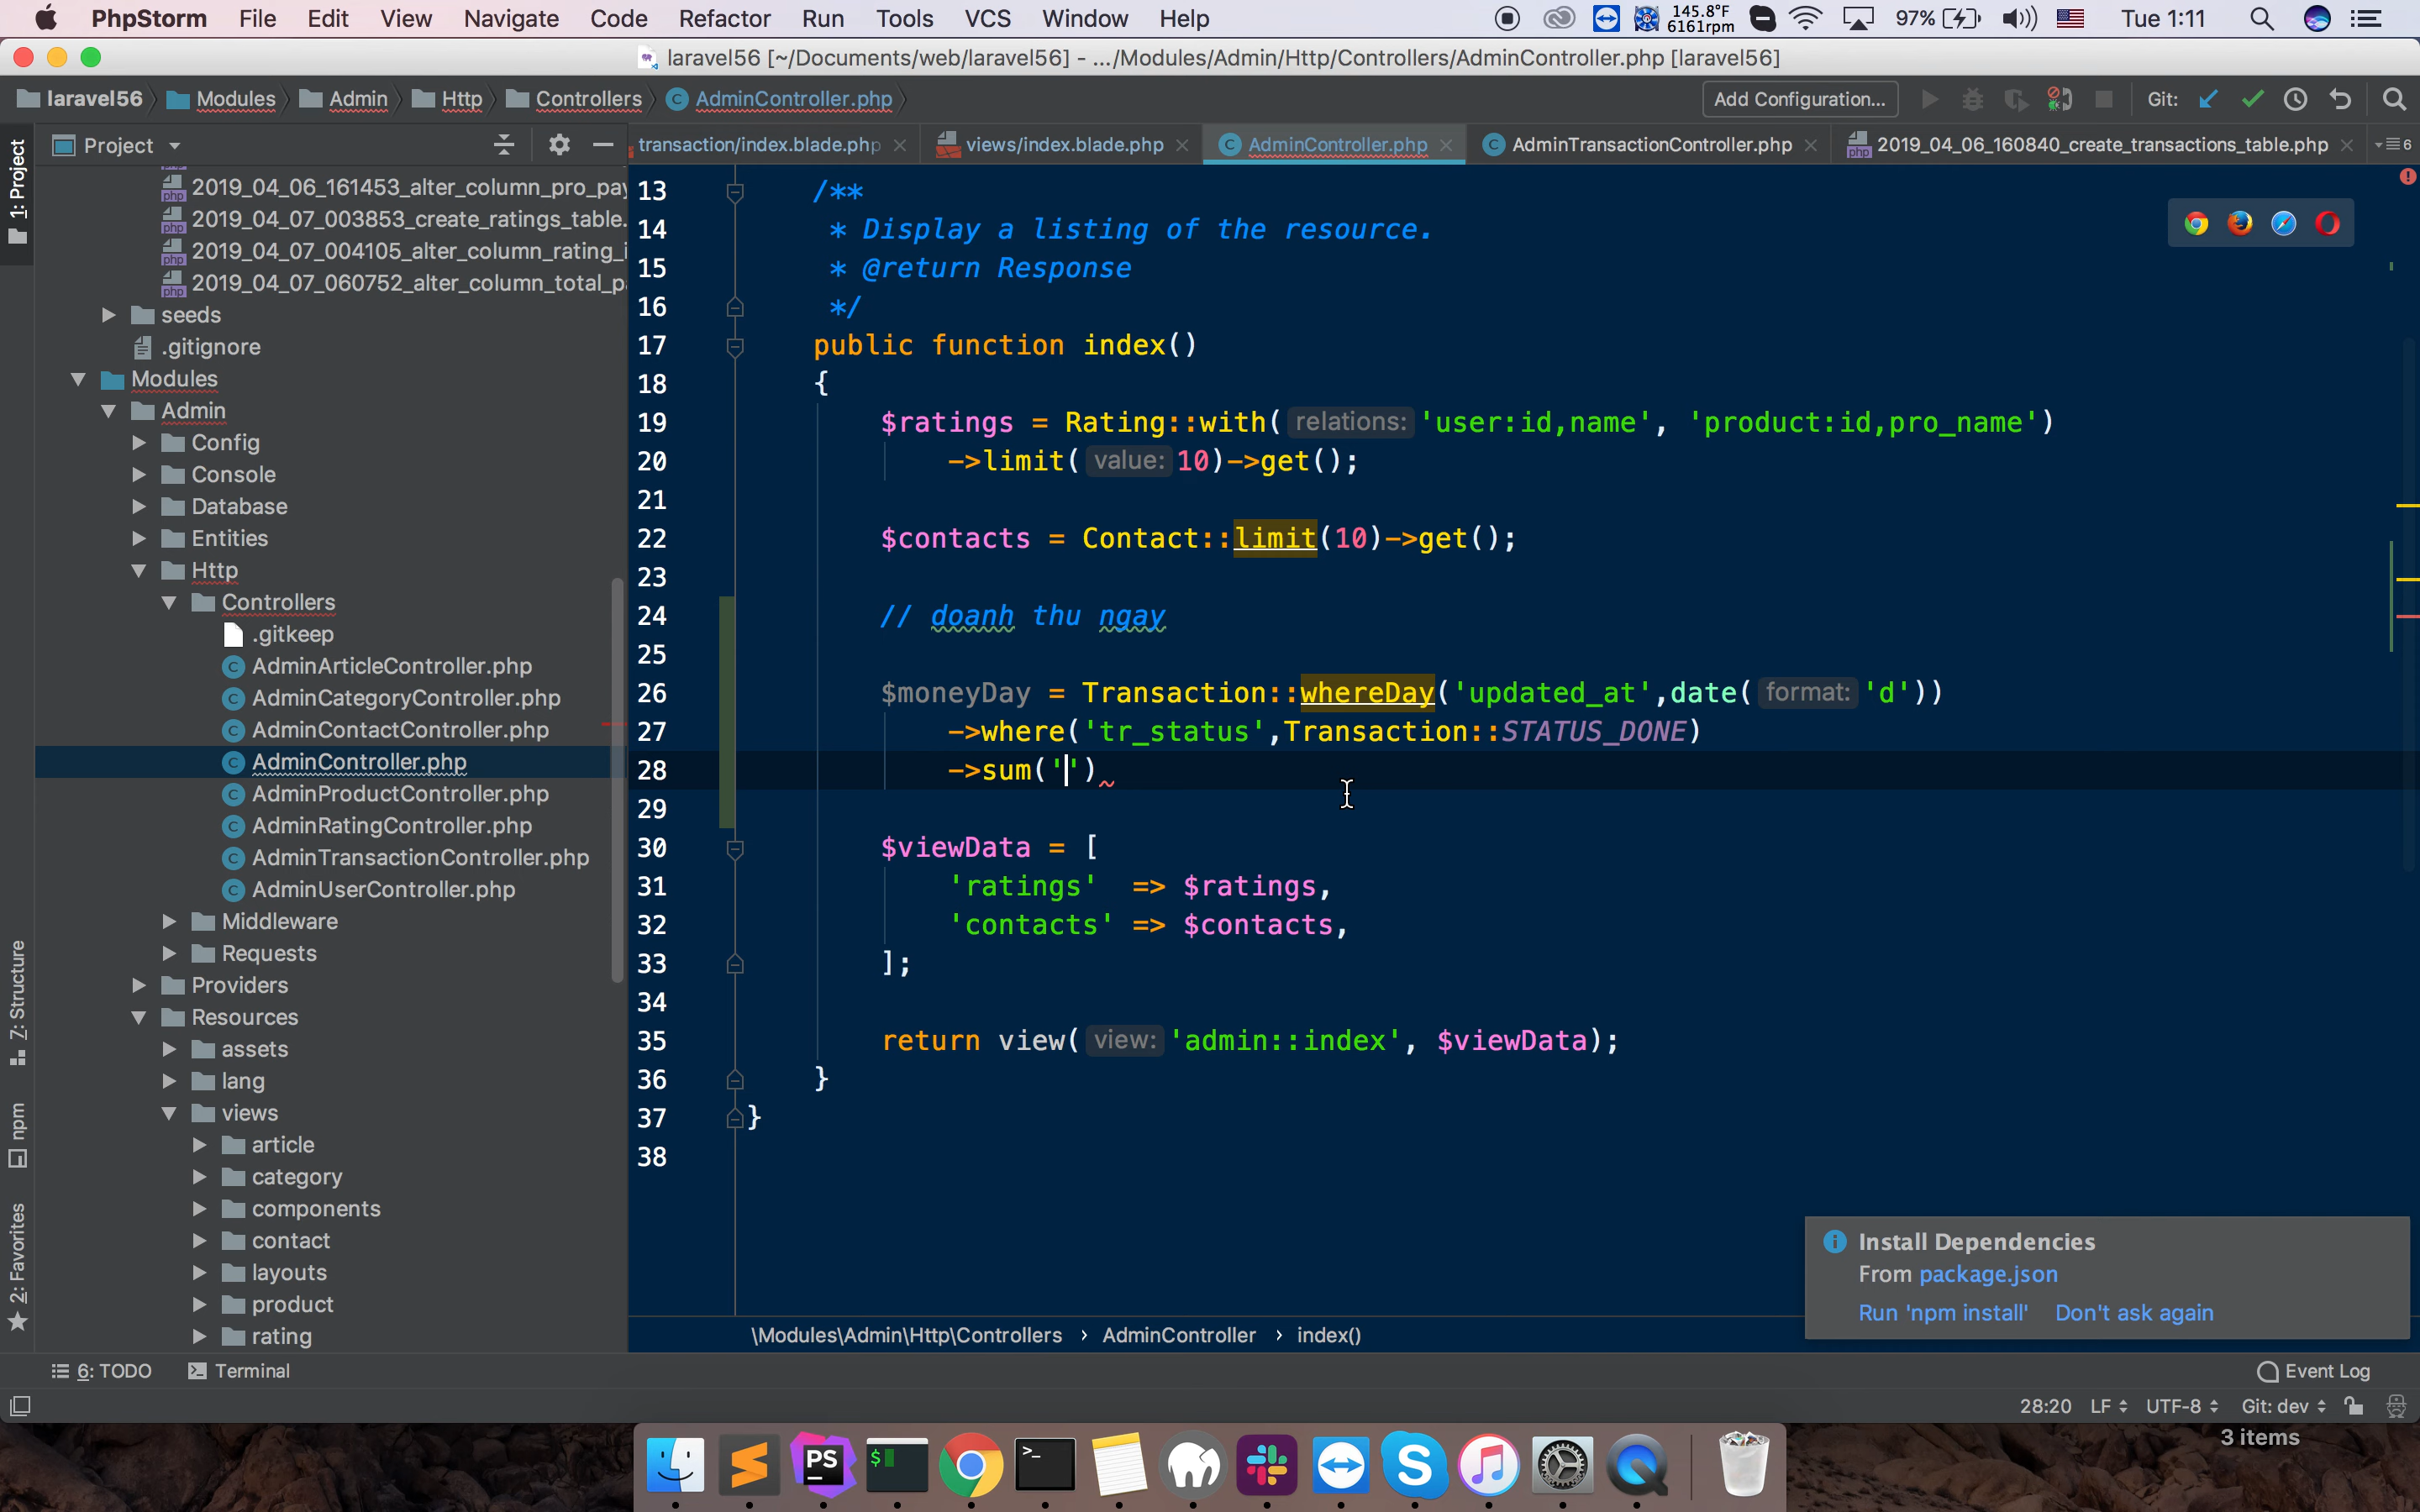 PhpStorm File Edit View Navigate Code Refactor Run Tools VCS Window Help 145.8°F 6161rpm 97% Tue 1:11
laravel56 [~/Documents/web/laravel56] - .../Modules/Admin/Http/Controllers/AdminController.php [laravel56]
laravel56 Modules Admin Http Controllers AdminController.php Add Configuration... Git:
Project transaction/index.blade.php views/index.blade.php AdminController.php AdminTransactionController.php 2019_04_06_160840_create_transactions_table.php 6
1: Project
7: Structure
npm
2: Favorites
2019_04_06_161453_alter_column_pro_pay
2019_04_07_003853_create_ratings_table.
2019_04_07_004105_alter_column_rating_i
2019_04_07_060752_alter_column_total_pa
seeds
.gitignore
Modules
Admin
Config
Console
Database
Entities
Http
Controllers
.gitkeep
AdminArticleController.php
AdminCategoryController.php
AdminContactController.php
AdminController.php
AdminProductController.php
AdminRatingController.php
AdminTransactionController.php
AdminUserController.php
Middleware
Requests
Providers
Resources
assets
lang
views
article
category
components
contact
layouts
product
rating
13 /**
14 * Display a listing of the resource.
15 * @return Response
16 */
17 public function index()
18 {
19 $ratings = Rating::with( relations: 'user:id,name', 'product:id,pro_name')
20 ->limit( value: 10)->get();
21
22 $contacts = Contact::limit(10)->get();
23
24 // doanh thu ngay
25
26 $moneyDay = Transaction::whereDay('updated_at',date( format: 'd'))
27 ->where('tr_status',Transaction::STATUS_DONE)
28 ->sum('')
29
30 $viewData = [
31 'ratings' => $ratings,
32 'contacts' => $contacts,
33 ];
34
35 return view( view: 'admin::index', $viewData);
36 }
37 }
38
Install Dependencies
From package.json
Run 'npm install' Don't ask again
\Modules\Admin\Http\Controllers › AdminController › index()
6: TODO Terminal Event Log
28:20 LF UTF-8 Git: dev
3 items
PS